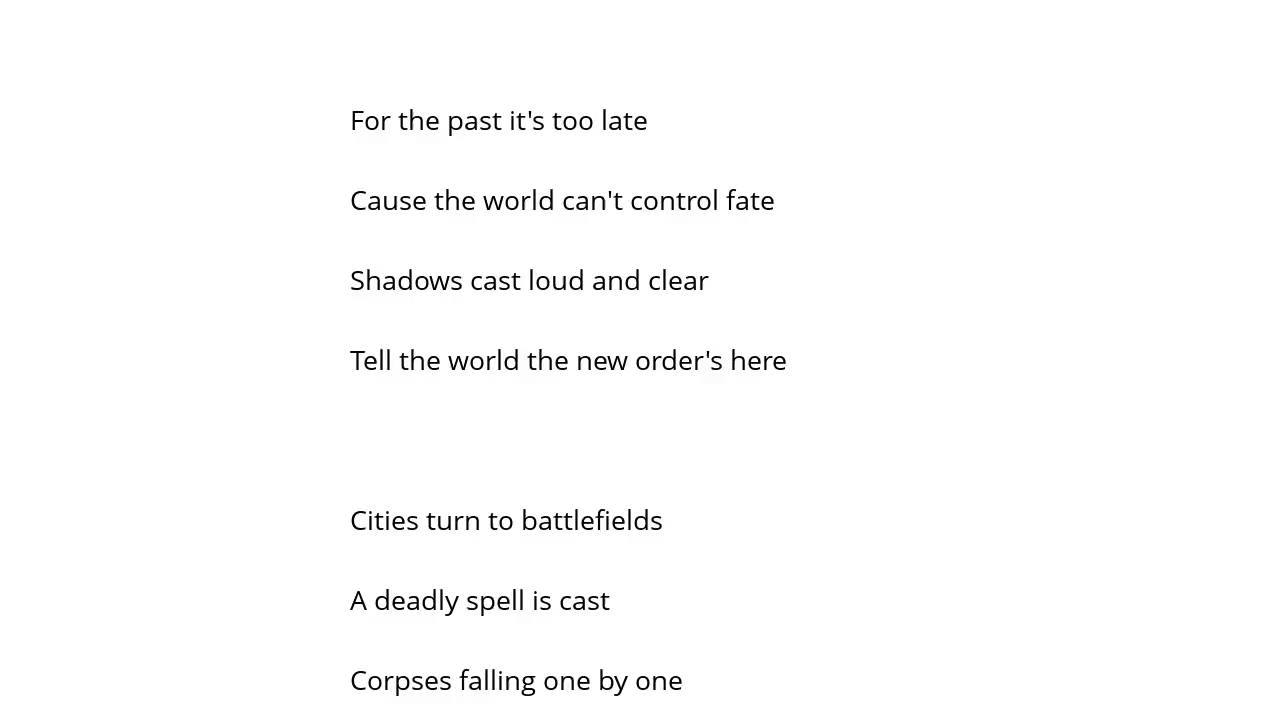 For the past it's too late
Cause the world can't control fate
Shadows cast loud and clear
Tell the world the new order's here
Cities turn to battlefields
A deadly spell is cast
Corpses falling one by one